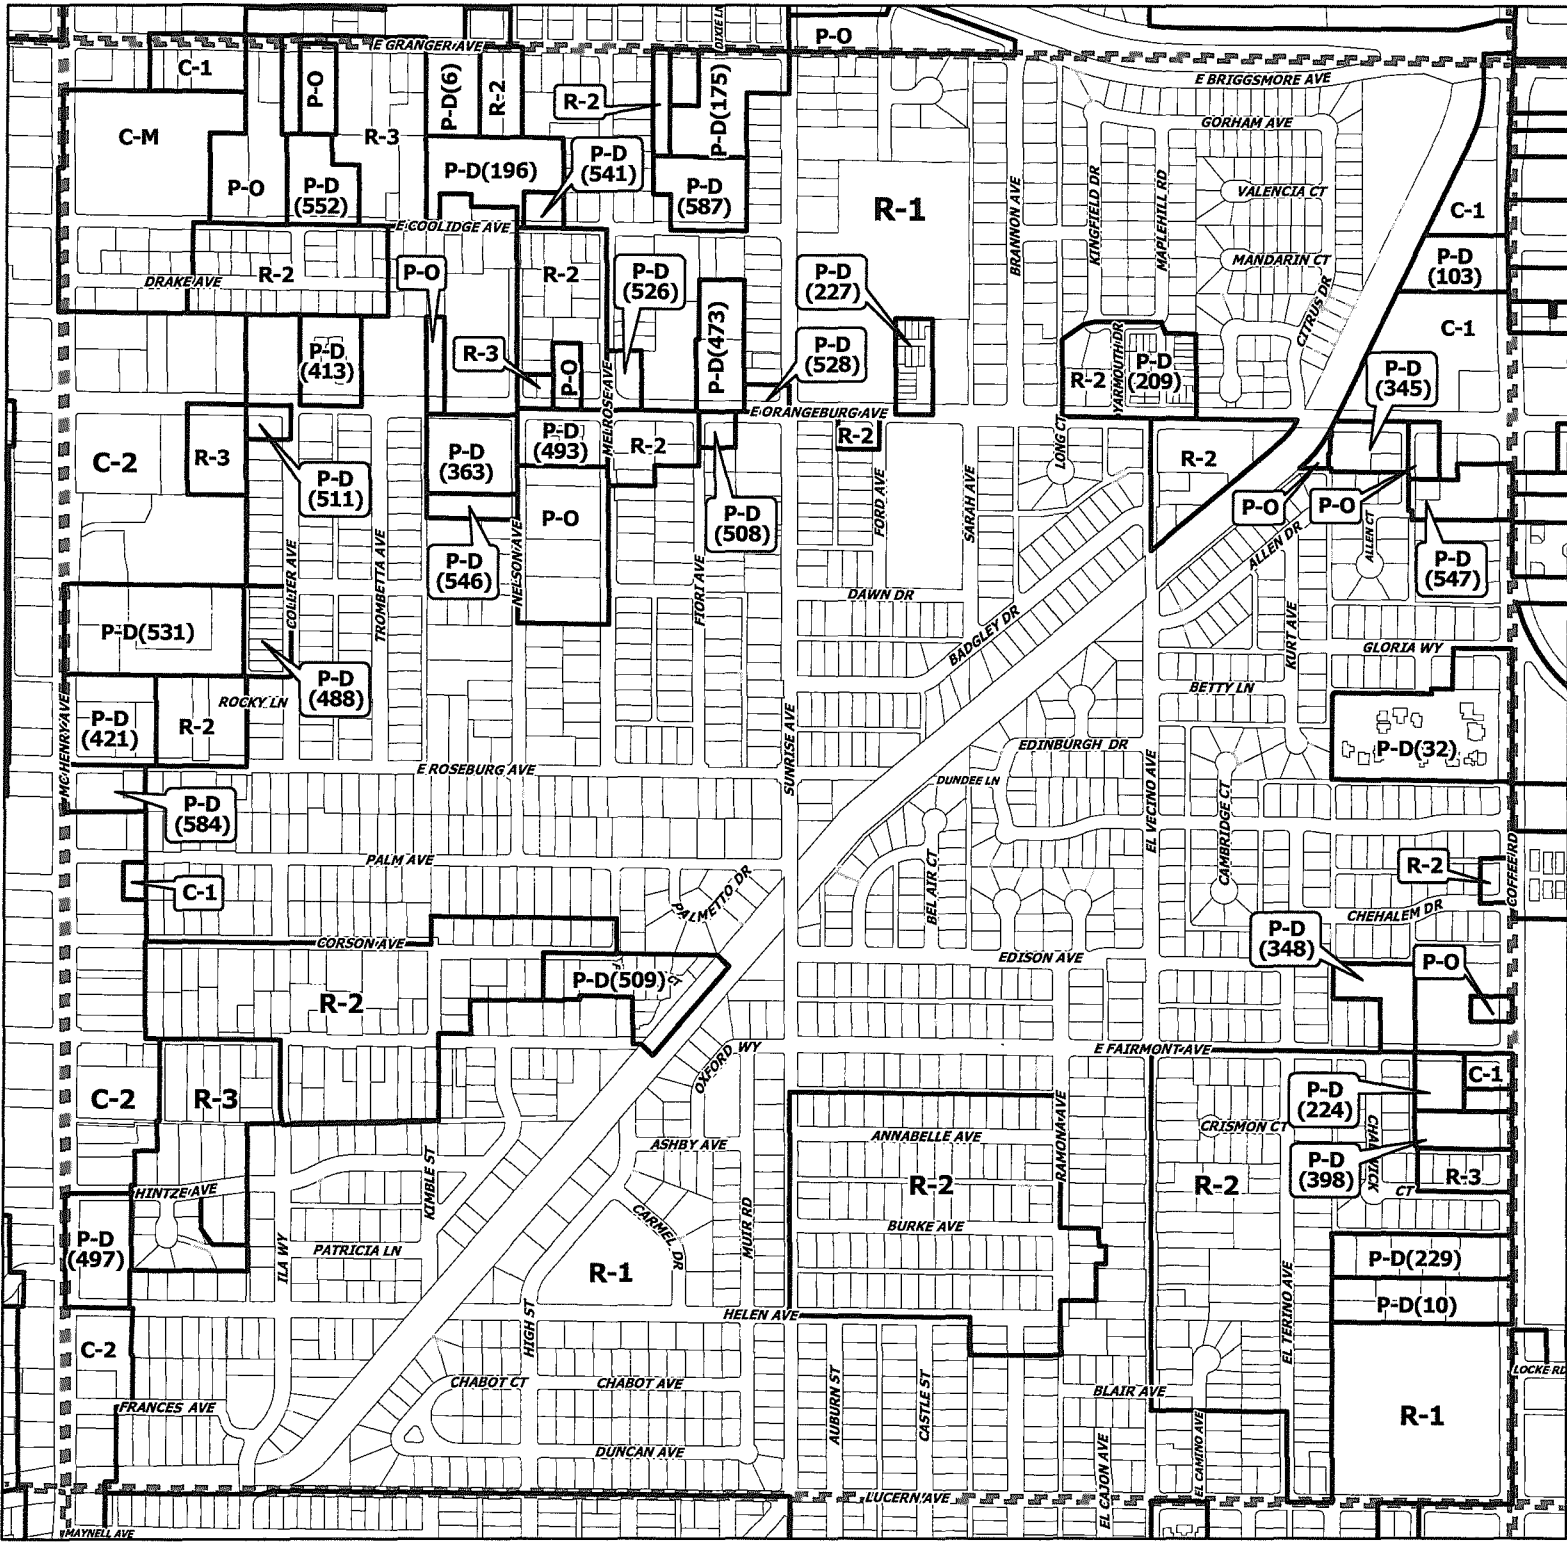 DIXIE LN
P-O
E GRANGER AVE
C-1
P-O
P-D(6)
R-2
R-2
P-D(175)
E BRIGGSMORE AVE
GORHAM AVE
C-M
R-3
P-D(196)
P-D
(541)
P-O
P-D
(552)
P-D
(587)
R-1
BRANNON AVE
KINGFIELD DR
MAPLEHILL RD
VALENCIA CT
C-1
E COOLIDGE AVE
MANDARIN CT
P-D
(103)
DRAKE AVE
R-2
P-O
R-2
P-D
(526)
P-D
(227)
CITRUS DR
C-1
P-D
(413)
R-3
P-O
MELROSE AVE
P-D(473)
P-D
(528)
R-2
YARMOUTH DR
P-D
(209)
P-D
(345)
E ORANGEBURG AVE
C-2
R-3
P-D
(511)
P-D
(363)
P-D
(493)
R-2
R-2
LONG CT
R-2
P-D
(508)
P-O
P-O
P-O
FORD AVE
SARAH AVE
P-D
(546)
NELSON AVE
ALLEN DR
ALLEN CT
P-D
(547)
COLLIER AVE
TROMBETTA AVE
FIORI AVE
DAWN DR
P-D(531)
BADGLEY DR
KURT AVE
GLORIA WY
P-D
(488)
ROCKY LN
BETTY LN
P-D
(421)
R-2
MC HENRY AVE
SUNRISE AVE
EDINBURGH DR
P-D(32)
E ROSEBURG AVE
DUNDEE LN
EL VECINO AVE
CAMBRIDGE CT
P-D
(584)
PALM AVE
C-1
PALMETTO DR
BEL AIR CT
R-2
COFFEE RD
CHEHALEM DR
CORSON AVE
P-D
(348)
EDISON AVE
P-O
P-D(509)
CT
R-2
OXFORD WY
E FAIRMONT AVE
C-2
R-3
P-D
(224)
C-1
ASHBY AVE
ANNABELLE AVE
RAMONA AVE
CRISMON CT
CHADWICK
CT
P-D
(398)
R-3
KIMBLE ST
HINTZE AVE
R-2
R-2
CARMEL DR
MUIR RD
BURKE AVE
P-D
(497)
ILA WY
PATRICIA LN
R-1
P-D(229)
P-D(10)
HELEN AVE
HIGH ST
EL TERINO AVE
C-2
LOCKE RD
CHABOT CT
CHABOT AVE
AUBURN ST
CASTLE ST
BLAIR AVE
FRANCES AVE
R-1
DUNCAN AVE
EL CAJON AVE
EL CAMINO AVE
LUCERN AVE
MAYNELL AVE